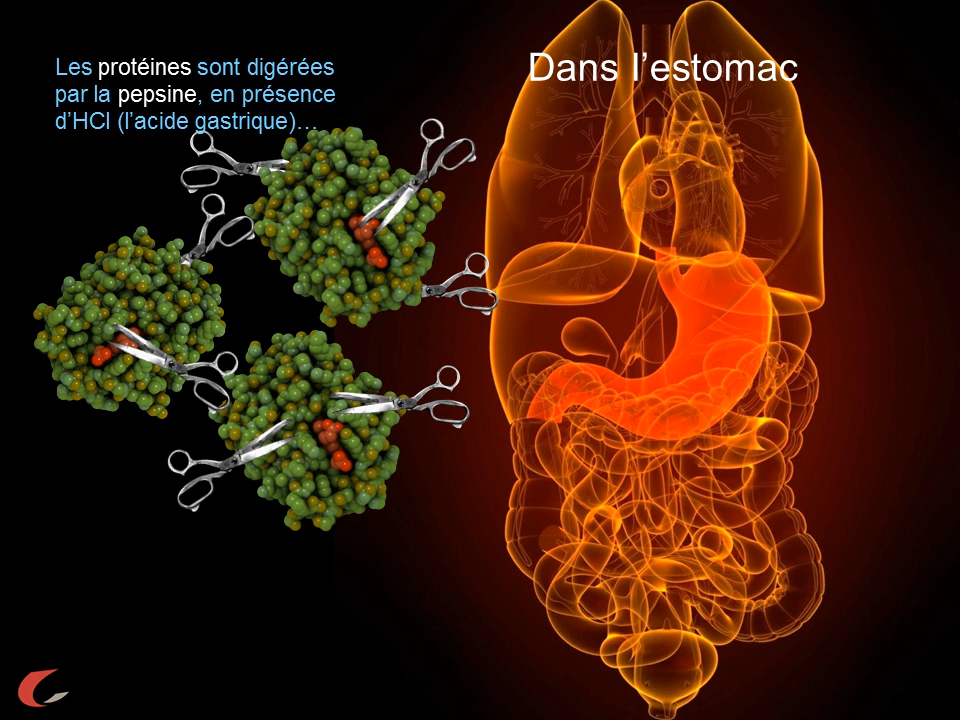 Les protéines sont digérées
par la pepsine, en présence
d’HCl (l’acide gastrique)…
Dans l’estomac